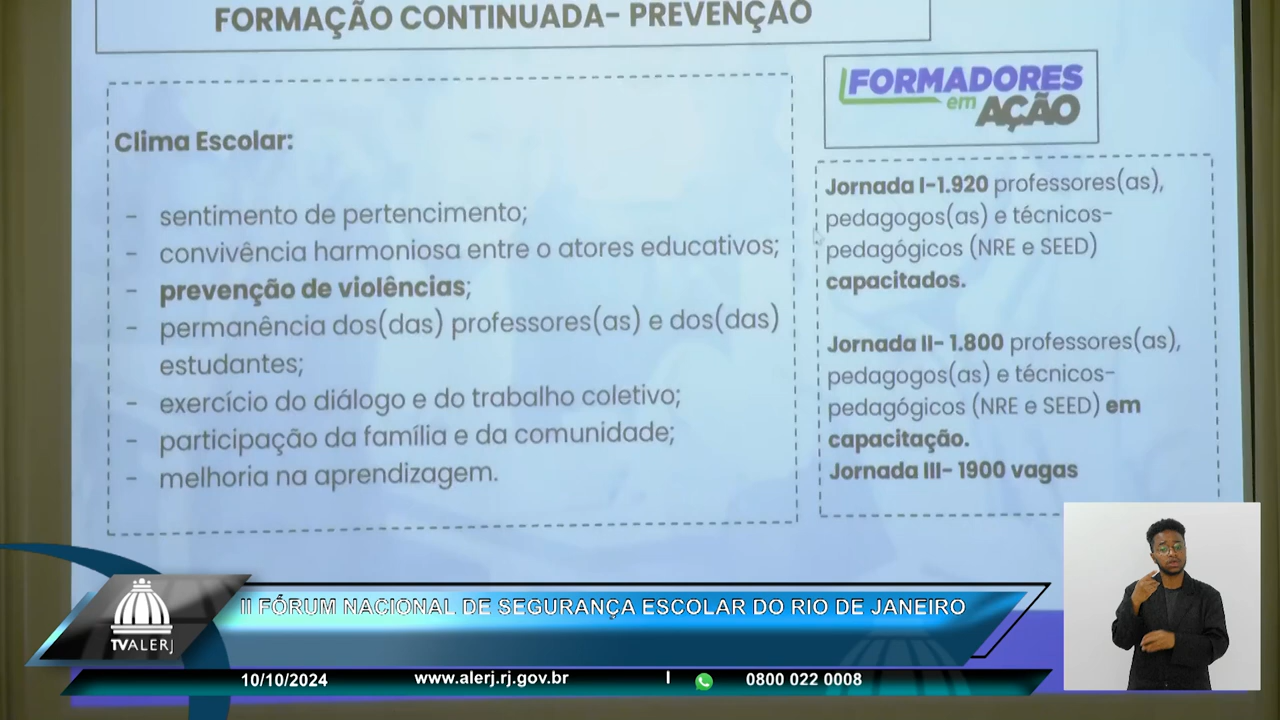 FORMAÇÃO CONTINUADA- PREVENÇÃO
FORMADORES
em
AÇÃO
Clima Escolar:
- sentimento de pertencimento;
- convivência harmoniosa entre o atores educativos;
- prevenção de violências;
- permanência dos(das) professores(as) e dos(das)
estudantes;
- exercício do diálogo e do trabalho coletivo;
- participação da família e da comunidade;
- melhoria na aprendizagem.
Jornada I-1.920 professores(as),
pedagogos(as) e técnicos-
pedagógicos (NRE e SEED)
capacitados.
Jornada II- 1.800 professores(as),
pedagogos(as) e técnicos-
pedagógicos (NRE e SEED) em
capacitação.
Jornada III- 1900 vagas
II FÓRUM NACIONAL DE SEGURANÇA ESCOLAR DO RIO DE JANEIRO
TVALERJ
10/10/2024 www.alerj.rj.gov.br | 0800 022 0008